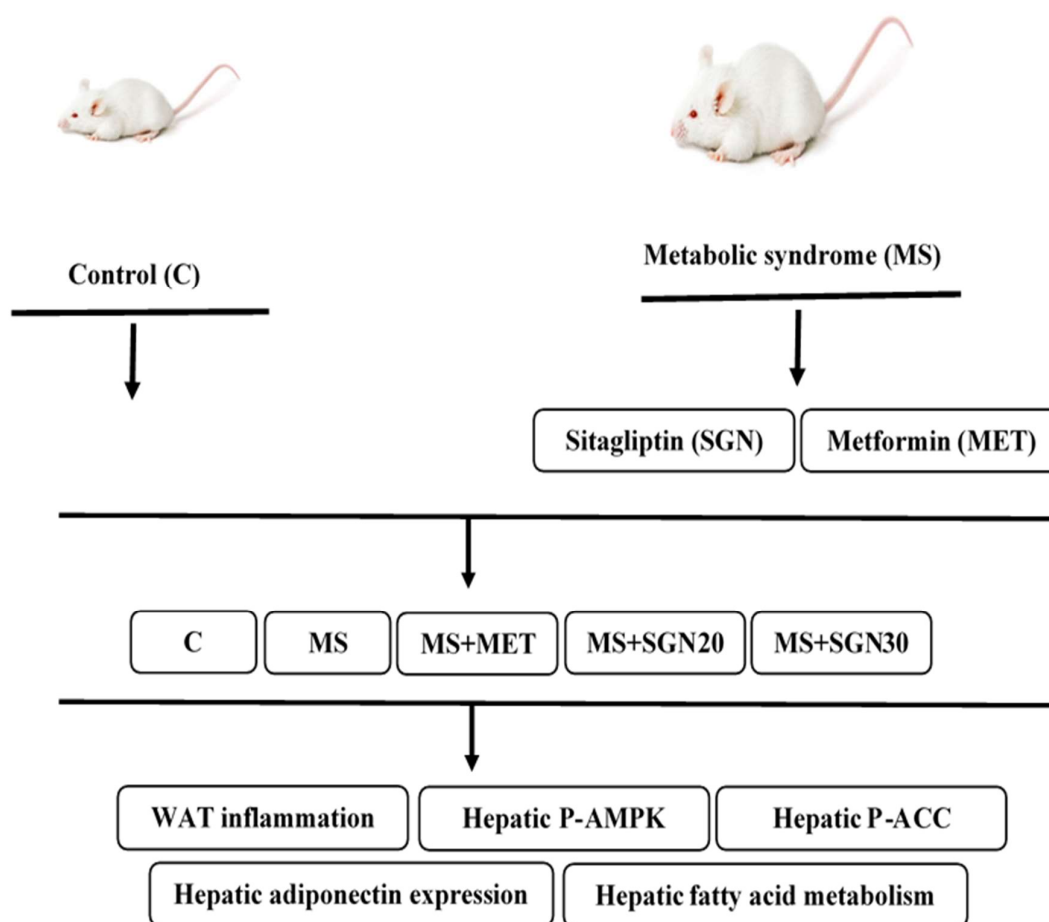 Control (C)
Metabolic syndrome (MS)
Sitagliptin (SGN)
Metformin (MET)
C
MS
MS+MET
MS+SGN20
MS+SGN30
WAT inflammation
Hepatic P-AMPK
Hepatic P-ACC
Hepatic adiponectin expression
Hepatic fatty acid metabolism